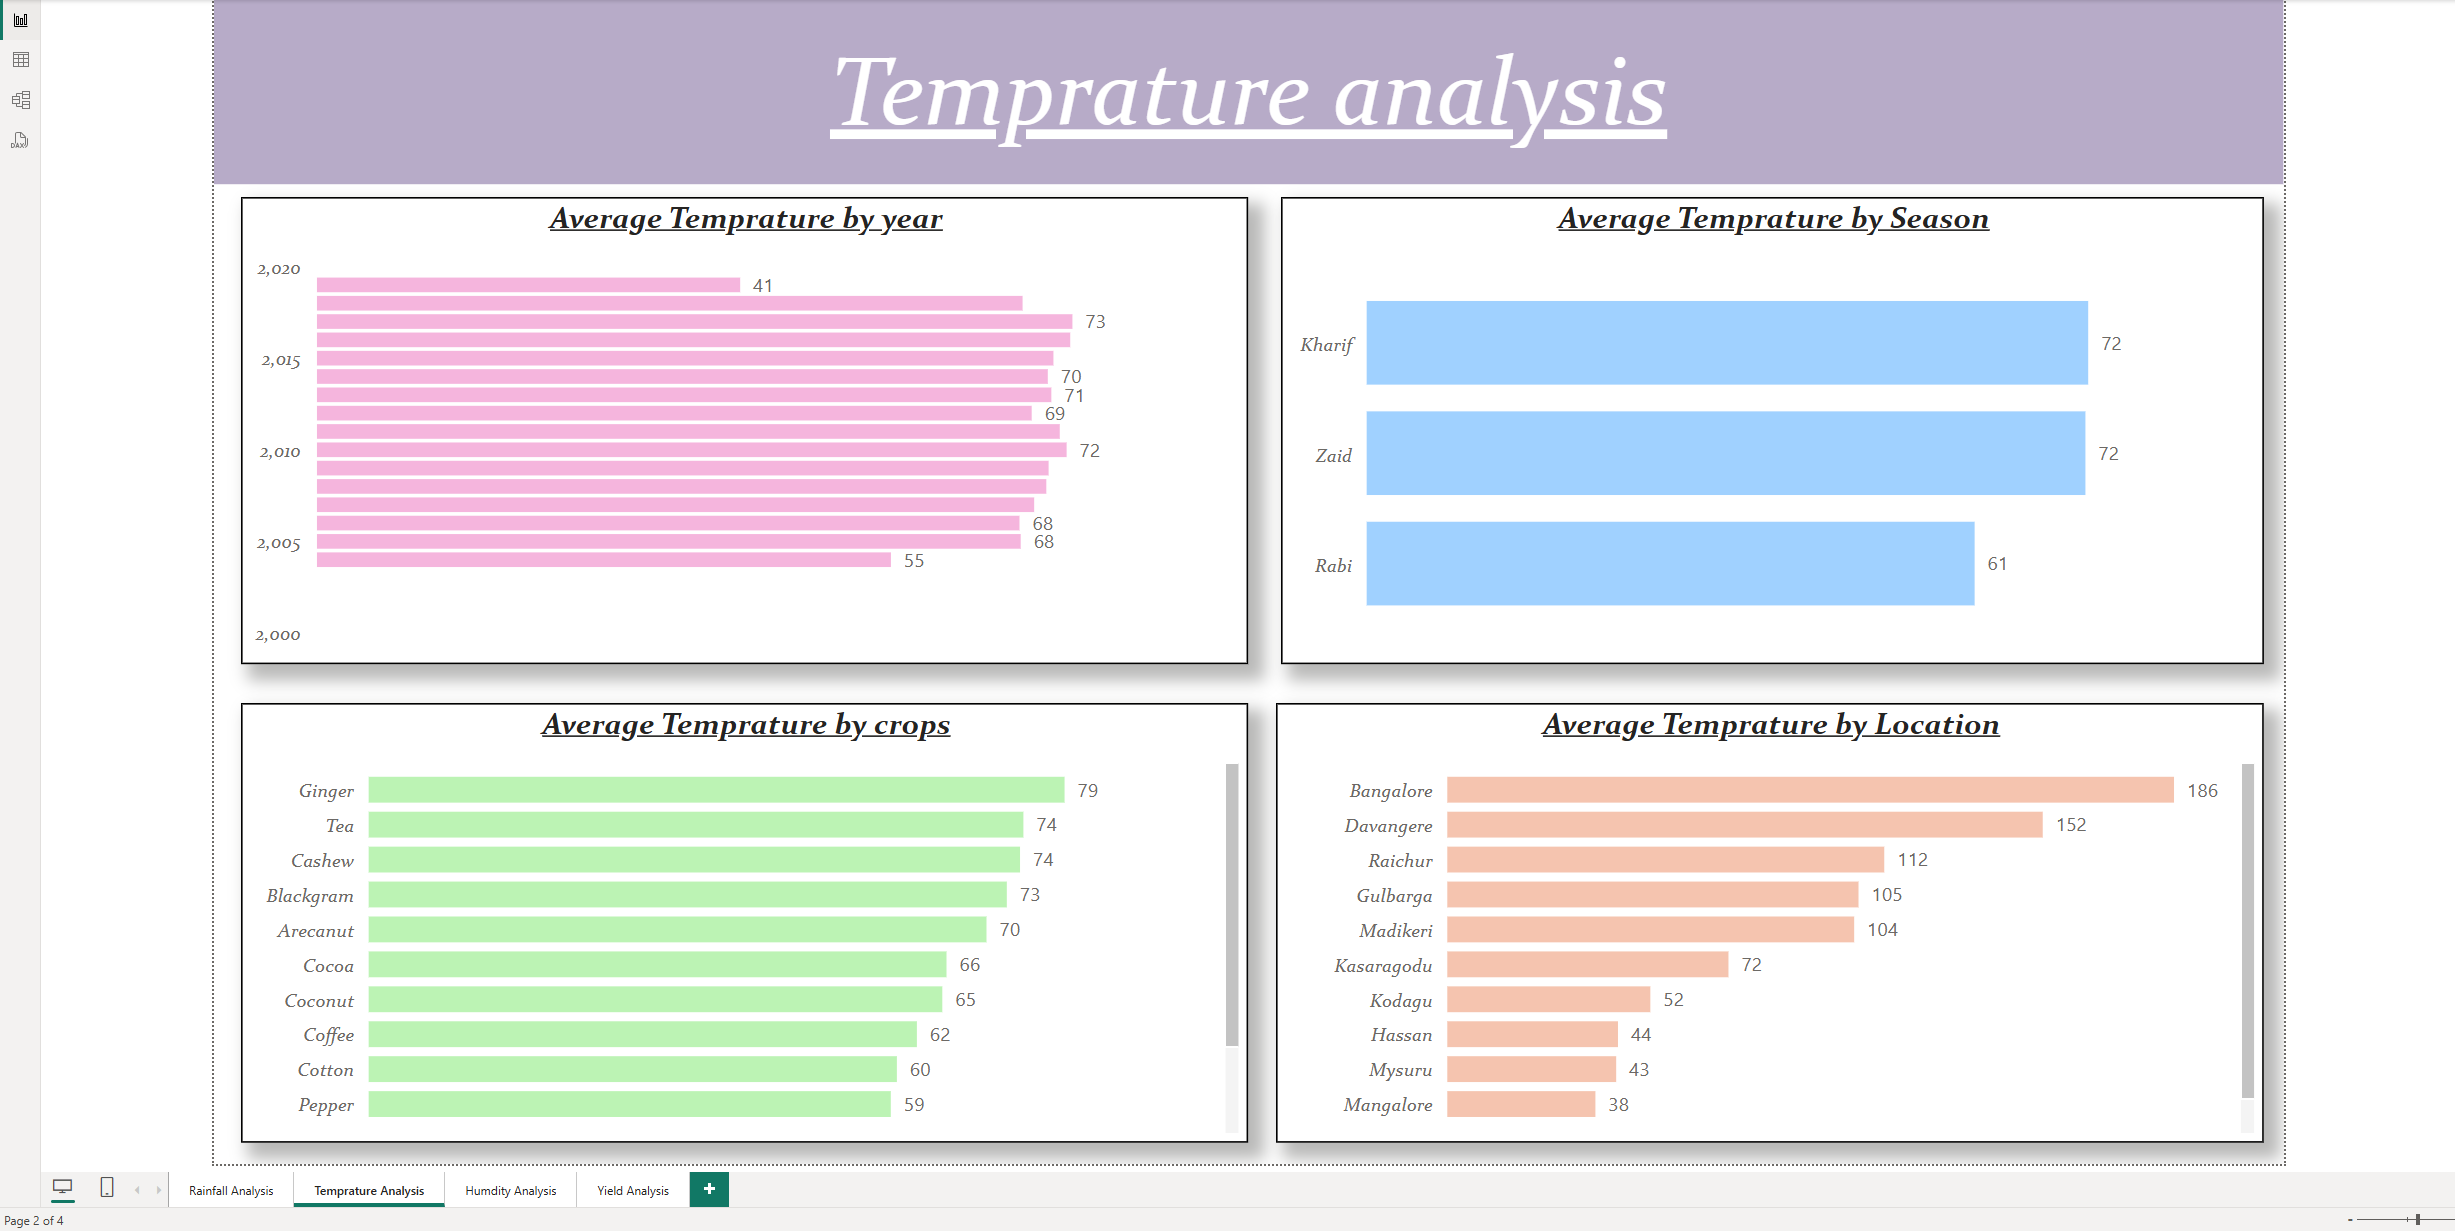 DAX
Temprature analysis
Average Temprature by year
2,020
41
73
2,015
70
71
69
2,010
72
68
2,005
68
55
2,000
Average Temprature by Season
Kharif 72
Zaid 72
Rabi 61
Average Temprature by crops
Ginger 79
Tea 74
Cashew 74
Blackgram 73
Arecanut 70
Cocoa 66
Coconut 65
Coffee 62
Cotton 60
Pepper 59
Average Temprature by Location
Bangalore 186
Davangere 152
Raichur 112
Gulbarga 105
Madikeri 104
Kasaragodu 72
Kodagu 52
Hassan 44
Mysuru 43
Mangalore 38
Rainfall Analysis Temprature Analysis Humdity Analysis Yield Analysis +
Page 2 of 4 -